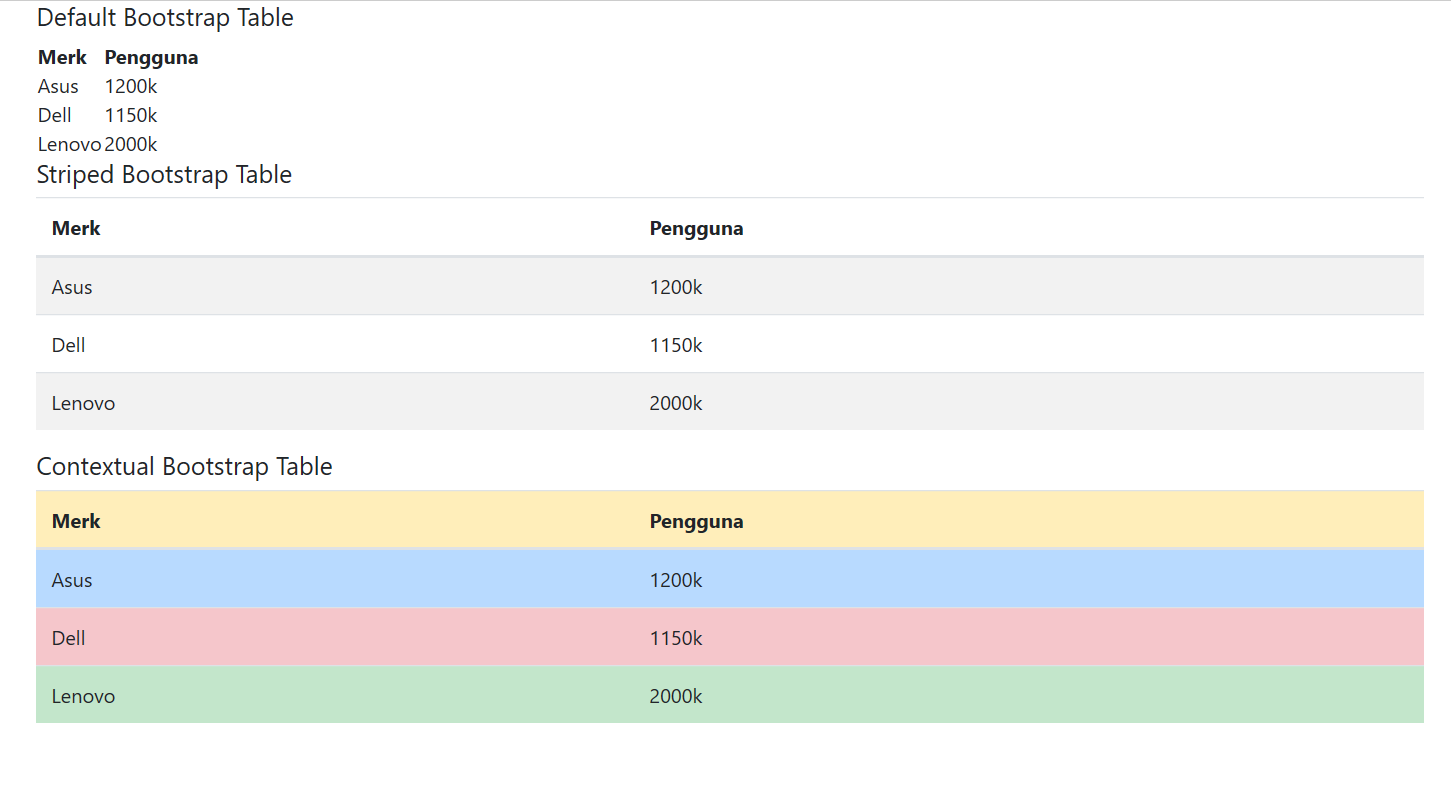 Default Bootstrap Table
Merk Pengguna
Asus 1200k
Dell 1150k
Lenovo 2000k
Striped Bootstrap Table
Merk Pengguna
Asus 1200k
Dell 1150k
Lenovo 2000k
Contextual Bootstrap Table
Merk Pengguna
Asus 1200k
Dell 1150k
Lenovo 2000k